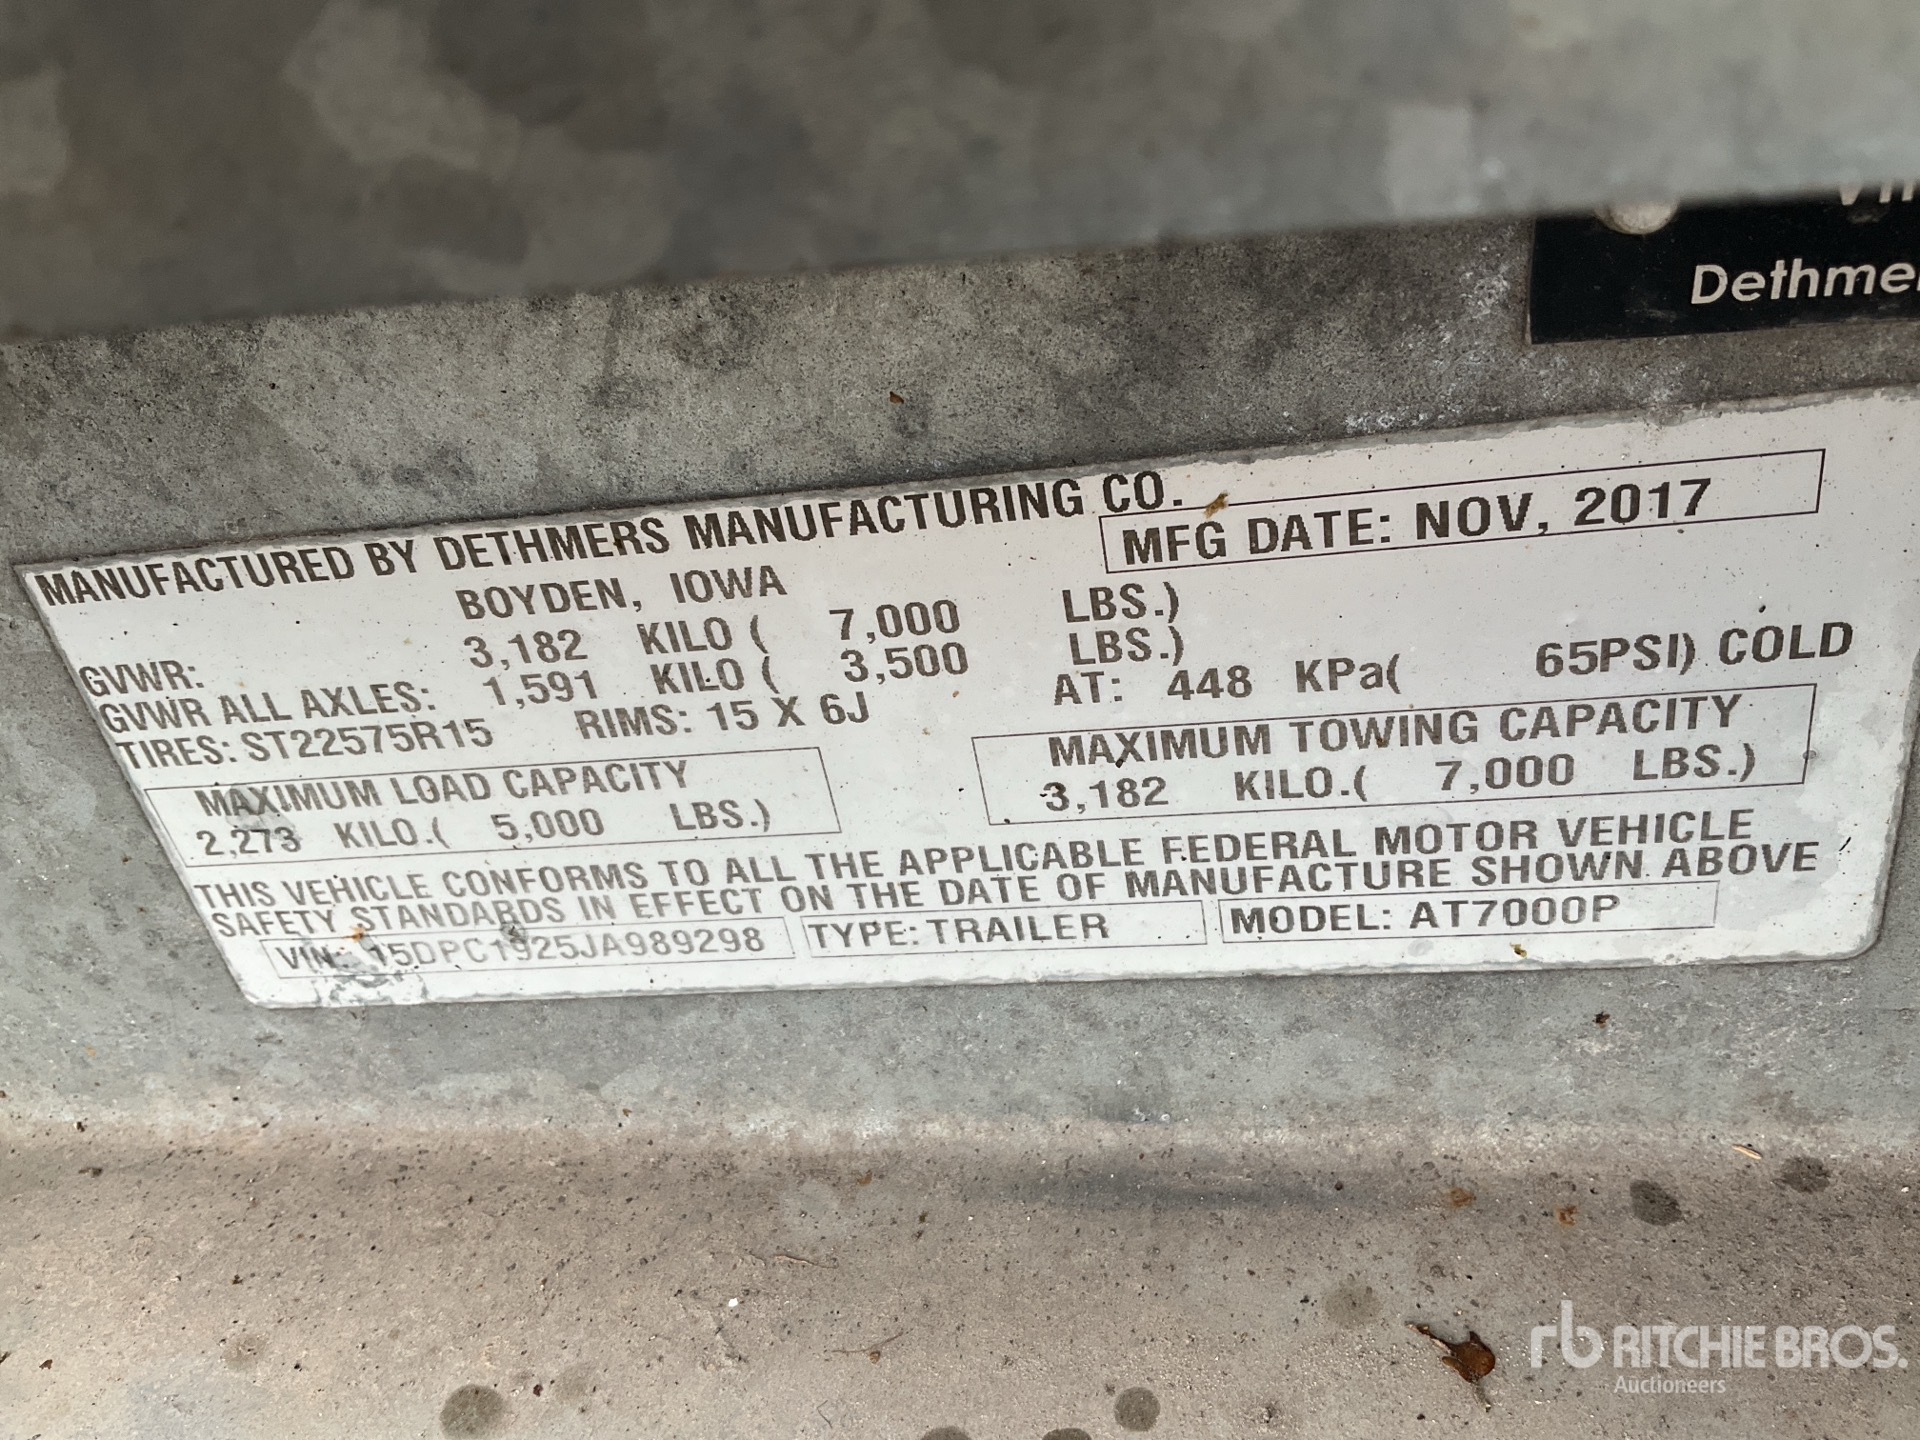 Dethmer
MANUFACTURED BY DETHMERS MANUFACTURING CO.
MFG DATE: NOV, 2017
BOYDEN, IOWA
GVWR: 3,182 KILO ( 7,000 LBS.)
GVWR ALL AXLES: 1,591 KILO ( 3,500 LBS.)
TIRES: ST22575R15 RIMS: 15 X 6J AT: 448 KPa( 65PSI) COLD
MAXIMUM LOAD CAPACITY
2,273 KILO.( 5,000 LBS.)
MAXIMUM TOWING CAPACITY
3,182 KILO.( 7,000 LBS.)
THIS VEHICLE CONFORMS TO ALL THE APPLICABLE FEDERAL MOTOR VEHICLE
SAFETY STANDARDS IN EFFECT ON THE DATE OF MANUFACTURE SHOWN ABOVE
VIN: 15DPC1925JA989298 TYPE: TRAILER MODEL: AT7000P
rb RITCHIE BROS.
Auctioneers